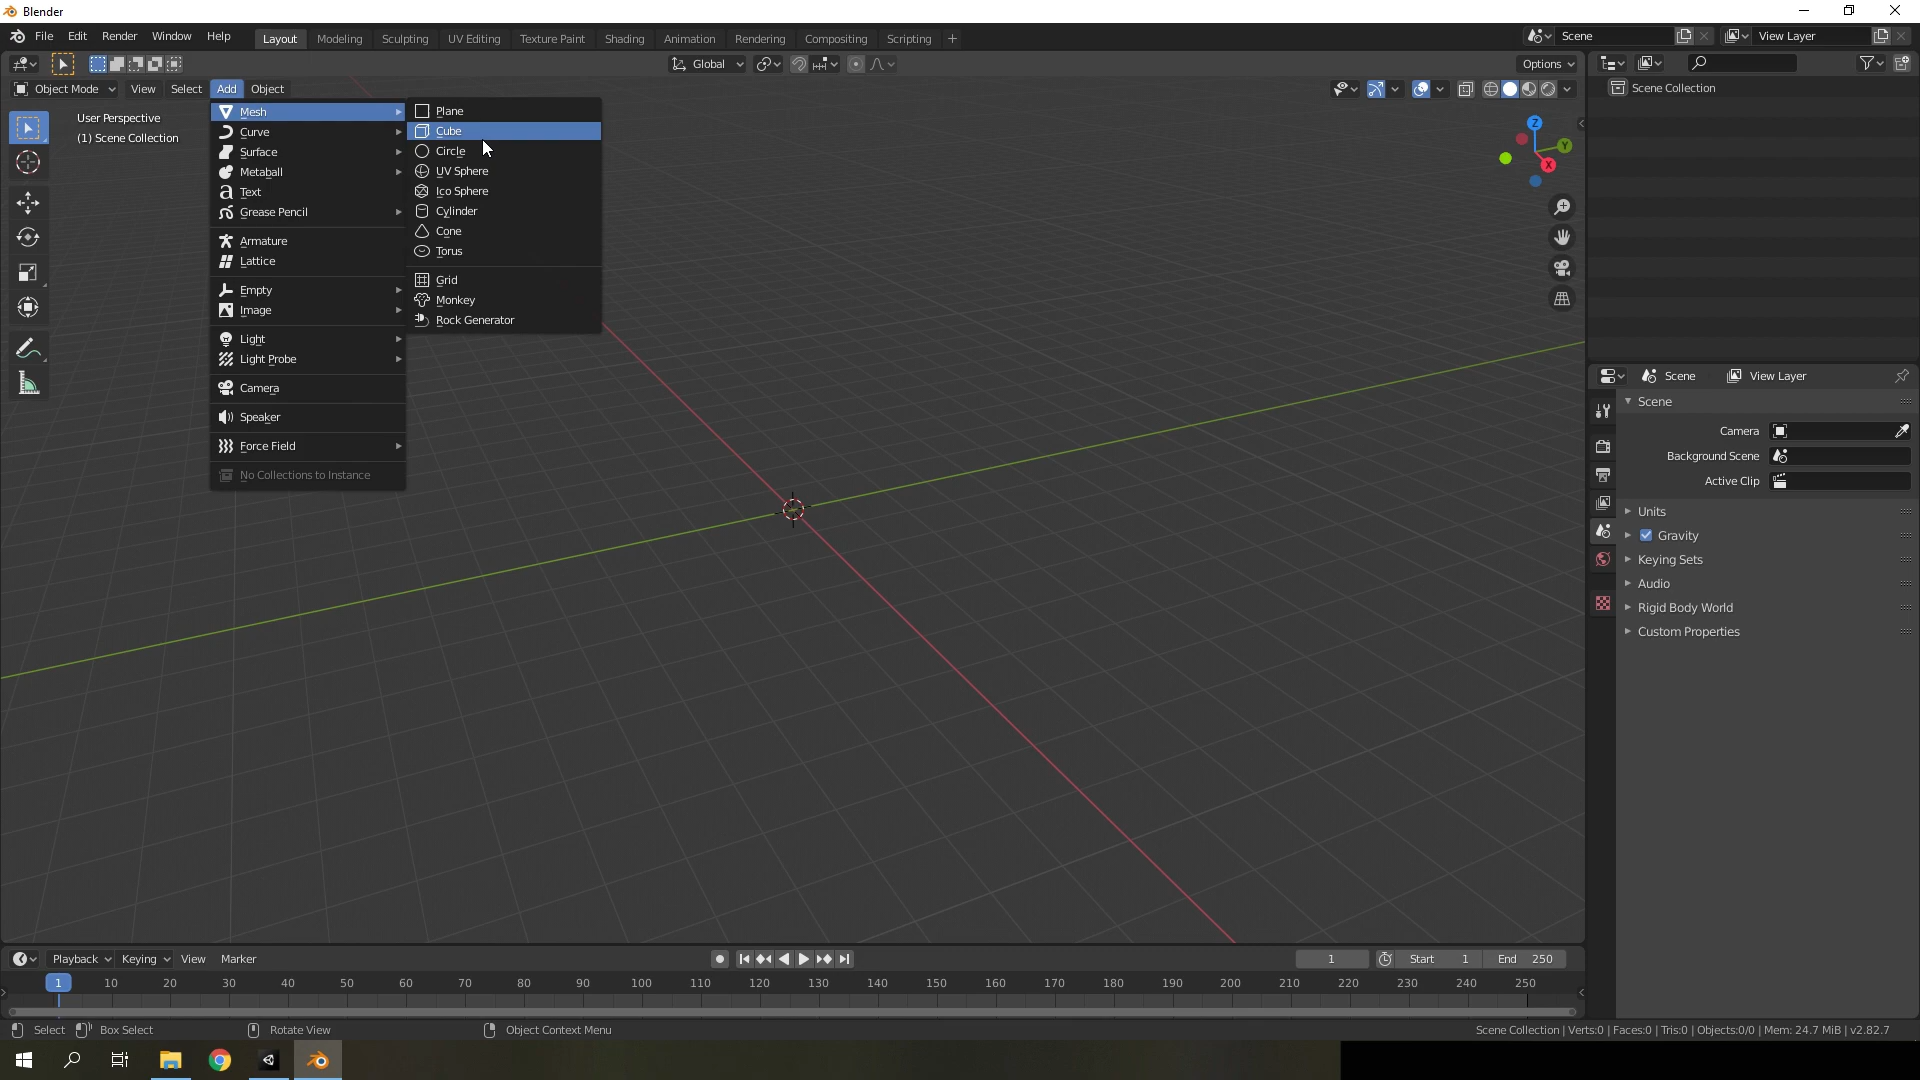 Blender
File Edit Render Window Help Layout Modeling Sculpting UV Editing Texture Paint Shading Animation Rendering Compositing Scripting + Scene View Layer
Global Options
Object Mode View Select Add Object
User Perspective
(1) Scene Collection
Mesh
Curve
Surface
Metaball
Text
Grease Pencil
Armature
Lattice
Empty
Image
Light
Light Probe
Camera
Speaker
Force Field
No Collections to Instance
Plane
Cube
Circle
UV Sphere
Ico Sphere
Cylinder
Cone
Torus
Grid
Monkey
Rock Generator
Z
Y
X
Scene Collection
Scene View Layer
Scene
Camera
Background Scene
Active Clip
Units
Gravity
Keying Sets
Audio
Rigid Body World
Custom Properties
Playback Keying View Marker 1 Start 1 End 250
1 10 20 30 40 50 60 70 80 90 100 110 120 130 140 150 160 170 180 190 200 210 220 230 240 250
Select Box Select Rotate View Object Context Menu Scene Collection | Verts:0 | Faces:0 | Tris:0 | Objects:0/0 | Mem: 24.7 MiB | v2.82.7